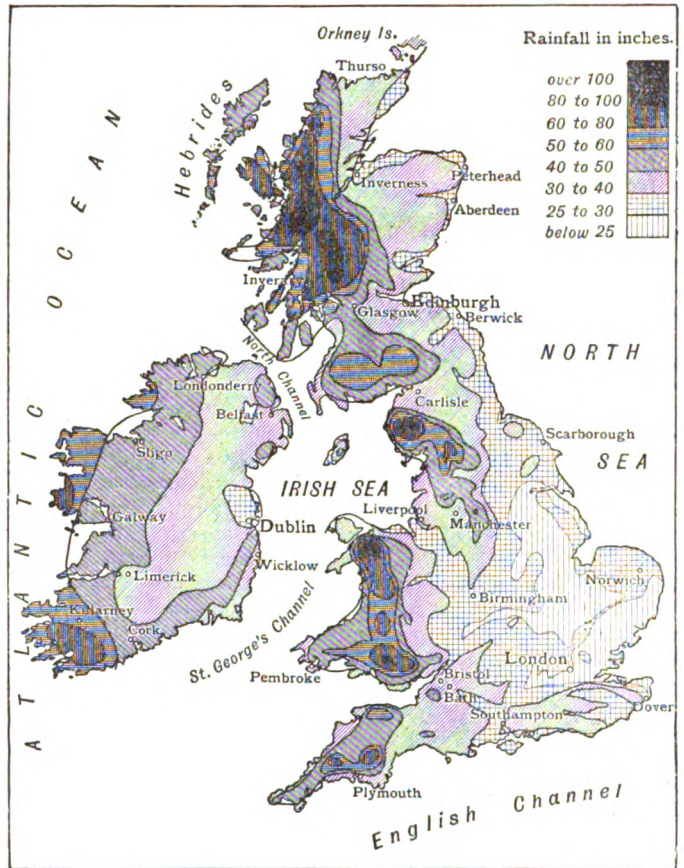 Orkney Is.
Rainfall in inches.
Thurso
over 100
80 to 100
60 to 80
50 to 60
40 to 50
30 to 40
25 to 30
below 25
Hebrides
OCEAN
Inverness
Peterhead
Aberdeen
Inverary
Edinburgh
Glasgow
Berwick
North Channel
NORTH
SEA
Londonderry
Belfast
Carlisle
Scarborough
Sligo
IRISH SEA
ATLANTIC
Galway
Dublin
Liverpool
Manchester
Limerick
Wicklow
Norwich
Killarney
Birmingham
Cork
St. George's Channel
London
Pembroke
Bristol
Bath
Southampton
Dover
Plymouth
English Channel